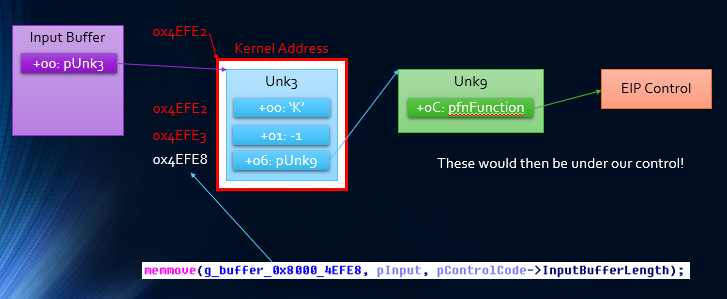 0x4EFE2
Input Buffer
Kernel Address
+00: pUnk3
Unk3
Unk9
+00: 'K'
+0C: pfnFunction
EIP Control
0x4EFE2
0x4EFE3
+01: -1
0x4EFE8
+06: pUnk9
These would then be under our control!
memmove(g_buffer_0x8000_4EFE8, pInput, pControlCode->InputBufferLength);